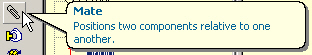 Mate
Positions two components relative to one
another.